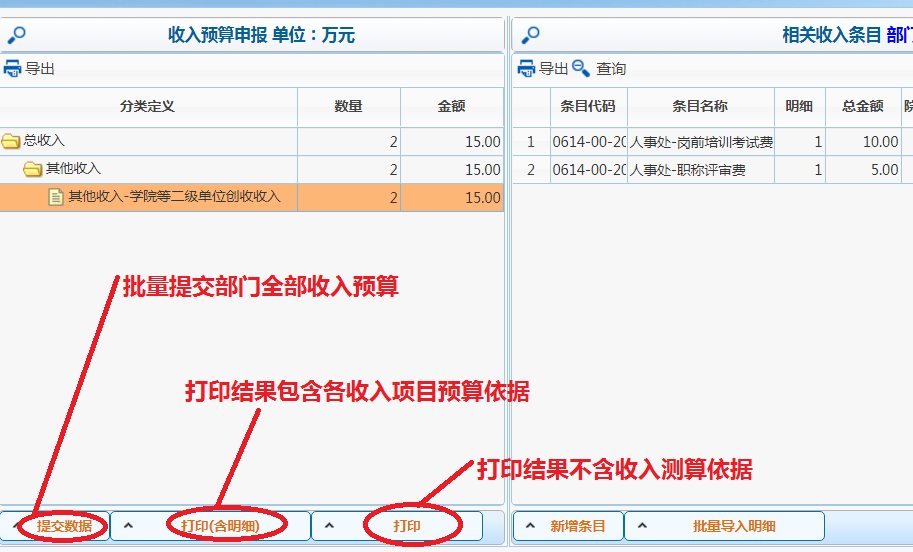 收入预算申报 单位：万元
导出
分类定义 数量 金额
总收入 2 15.00
其他收入 2 15.00
其他收入-学院等二级单位创收收入 2 15.00
批量提交部门全部收入预算
打印结果包含各收入项目预算依据
打印结果不含收入测算依据
提交数据 打印(含明细) 打印
相关收入条目 部门
导出 查询
条目代码 条目名称 明细 总金额
1 0614-00-20 人事处-岗前培训考试费 1 10.00
2 0614-00-20 人事处-职称评审费 1 5.00
新增条目 批量导入明细